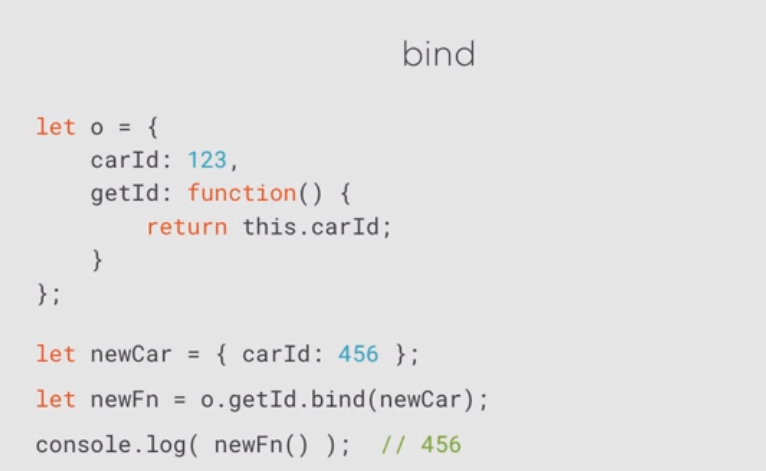 bind
let o = {
    carId: 123,
    getId: function() {
        return this.carId;
    }
};
let newCar = { carId: 456 };
let newFn = o.getId.bind(newCar);
console.log( newFn() );  // 456